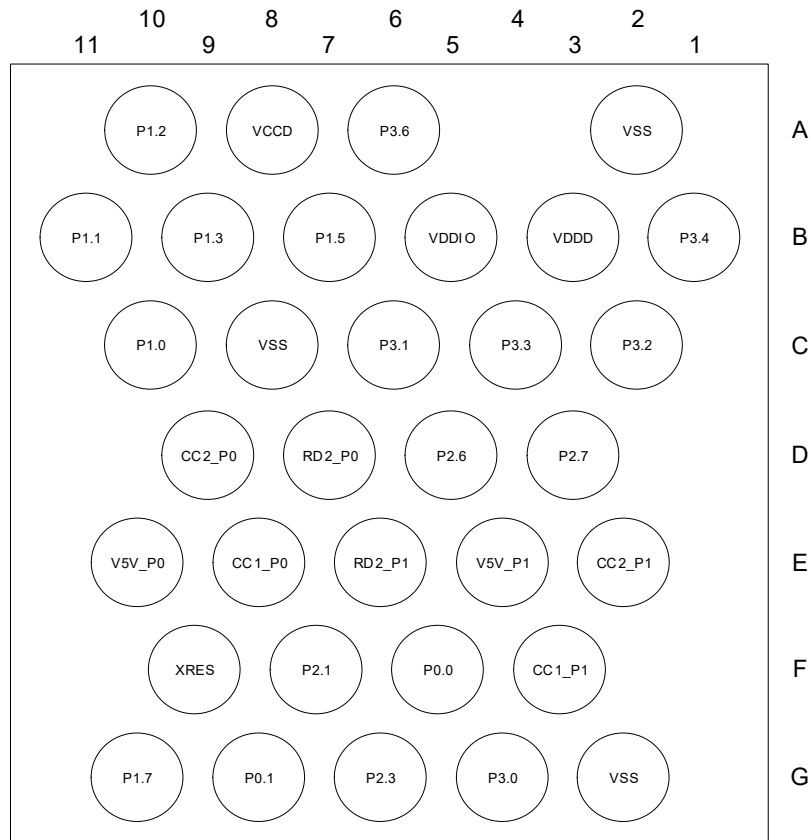 10 8 6 4 2
11 9 7 5 3 1
P1.2 VCCD P3.6 VSS A
P1.1 P1.3 P1.5 VDDIO VDDD P3.4 B
P1.0 VSS P3.1 P3.3 P3.2 C
CC2_P0 RD2_P0 P2.6 P2.7 D
V5V_P0 CC1_P0 RD2_P1 V5V_P1 CC2_P1 E
XRES P2.1 P0.0 CC1_P1 F
P1.7 P0.1 P2.3 P3.0 VSS G